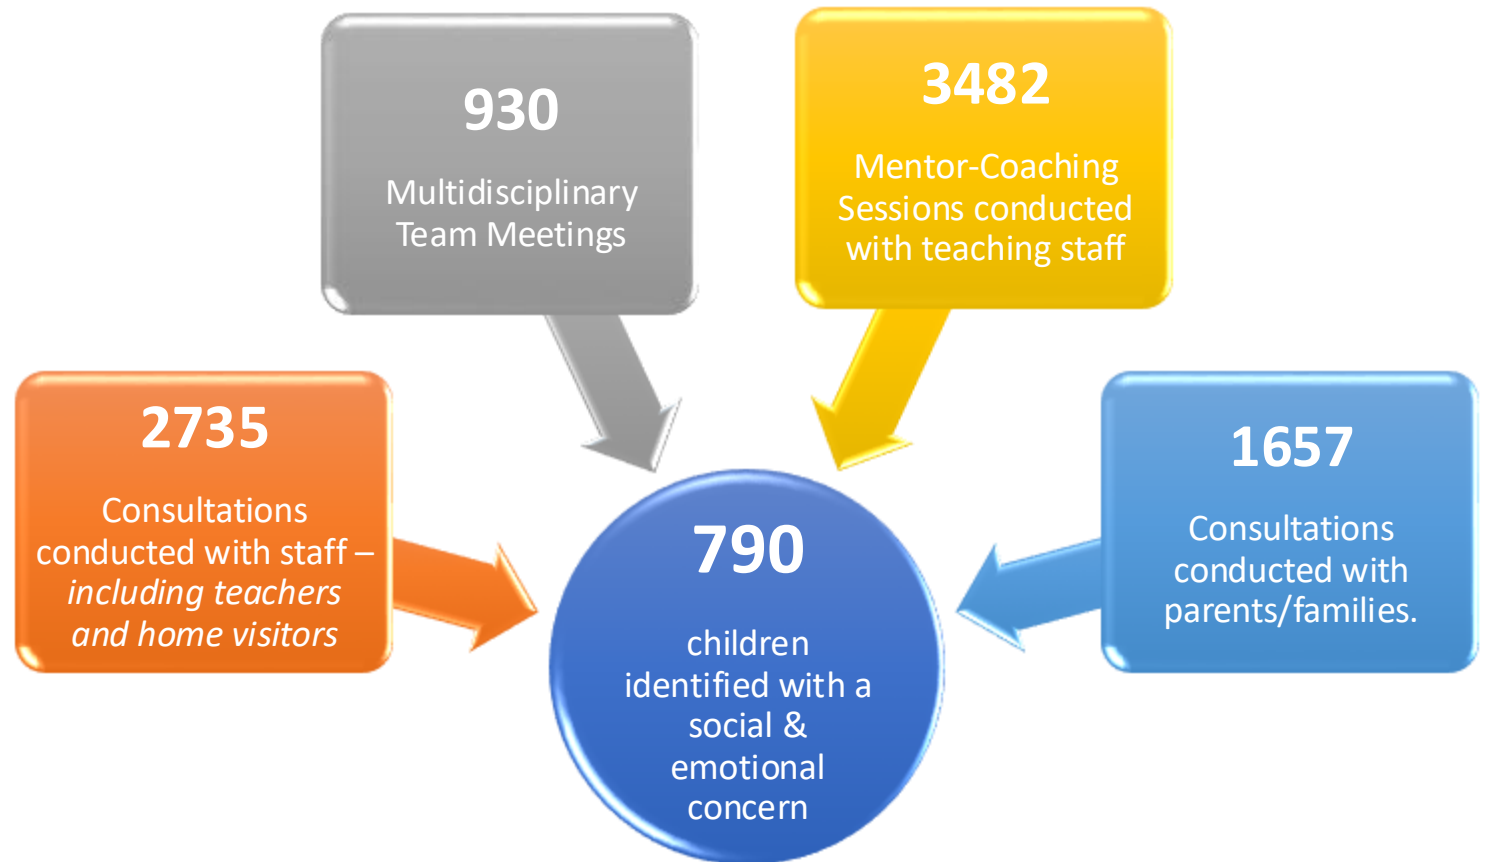 930
Multidisciplinary
Team Meetings
3482
Mentor-Coaching
Sessions conducted
with teaching staff
2735
Consultations
conducted with staff –
including teachers
and home visitors
790
children
identified with a
social &
emotional
concern
1657
Consultations
conducted with
parents/families.